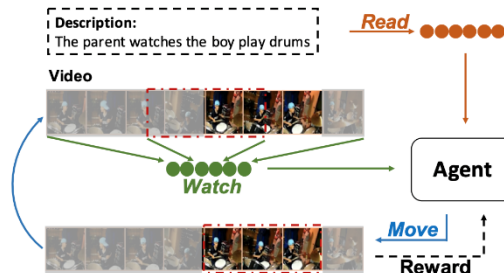 Description:
The parent watches the boy play drums
Read
Video
Watch
Agent
Move
Reward